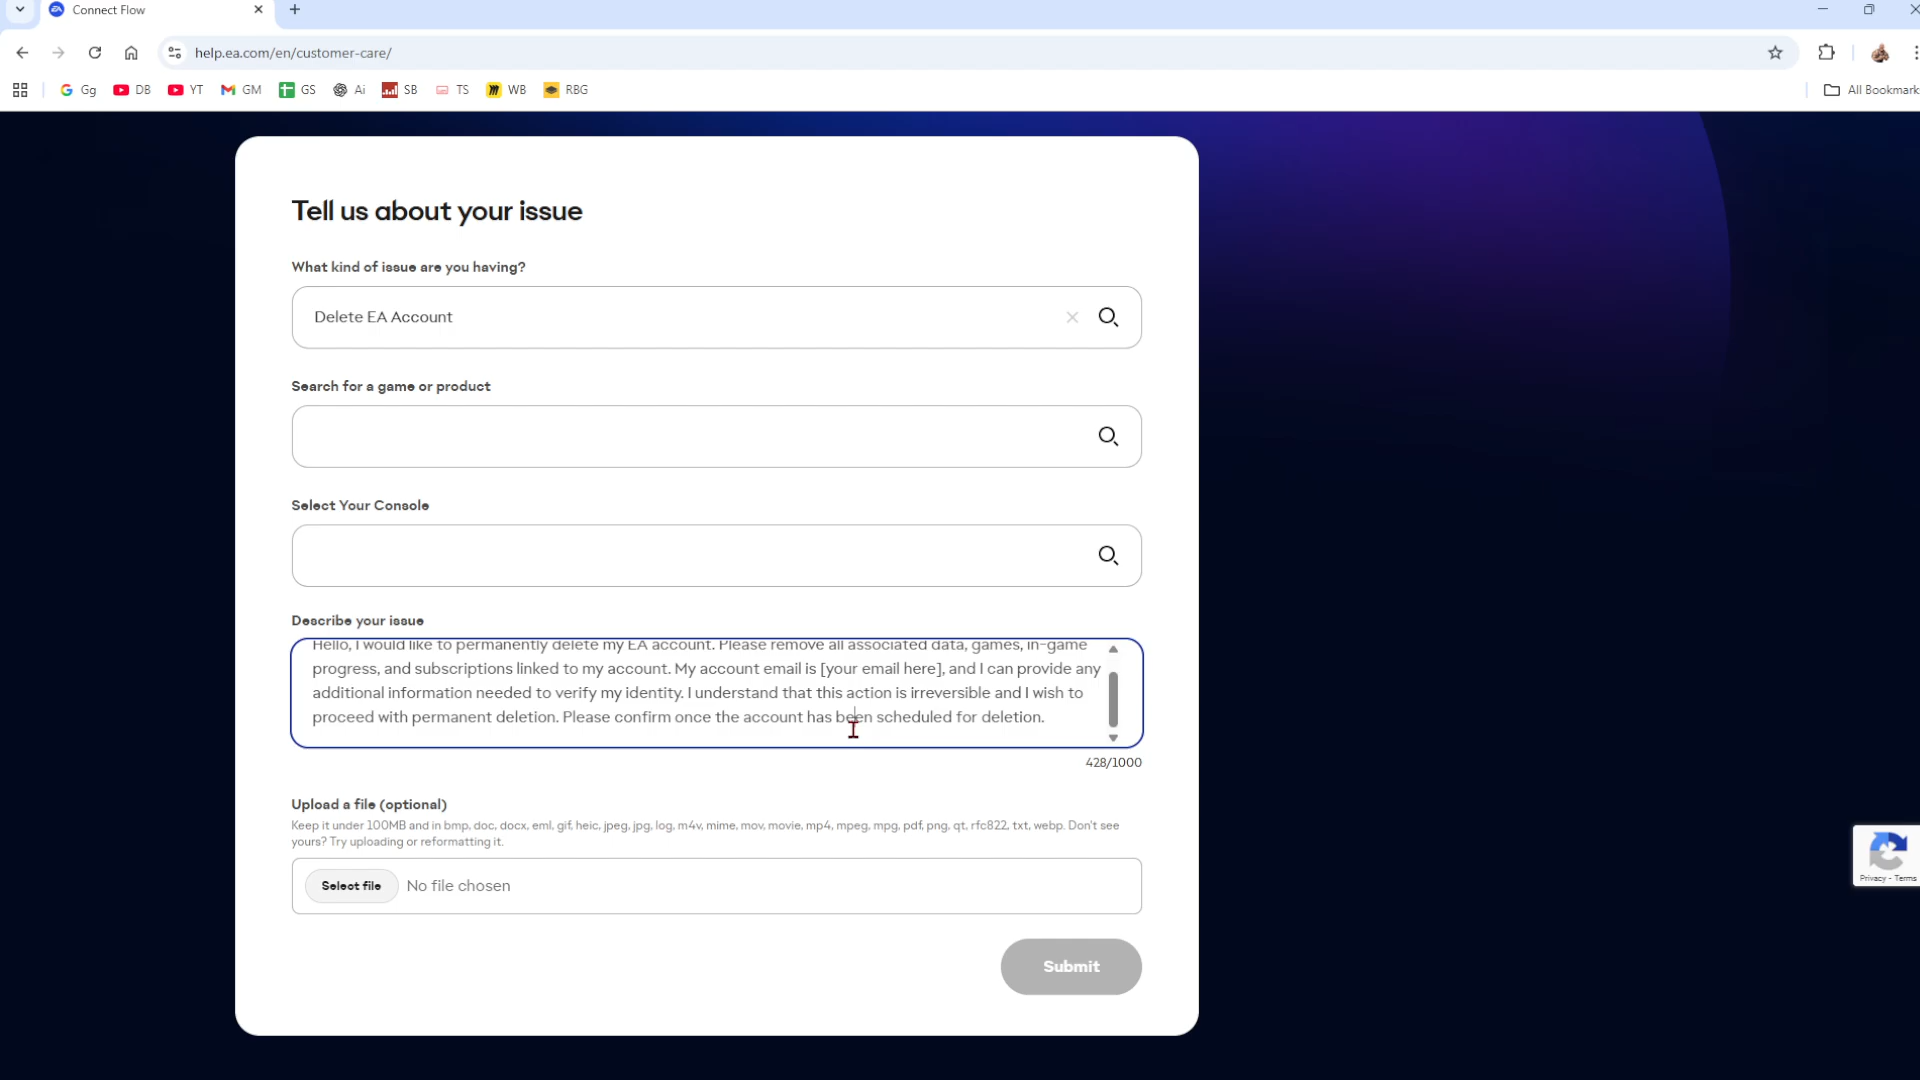 Connect Flow
help.ea.com/en/customer-care/
Gg DB YT GM GS Ai SB TS WB RBG
All Bookmark
Tell us about your issue
What kind of issue are you having?
Delete EA Account
Search for a game or product
Select Your Console
Describe your issue
Hello, I would like to permanently delete my EA account. Please remove all associated data, games, in-game
progress, and subscriptions linked to my account. My account email is [your email here], and I can provide any
additional information needed to verify my identity. I understand that this action is irreversible and I wish to
proceed with permanent deletion. Please confirm once the account has been scheduled for deletion.
428/1000
Upload a file (optional)
Keep it under 100MB and in bmp, doc, docx, eml, gif, heic, jpeg, jpg, log, m4v, mime, mov, movie, mp4, mpeg, mpg, pdf, png, qt, rfc822, txt, webp. Don't see
yours? Try uploading or reformatting it.
Select file No file chosen
Privacy - Terms
Submit